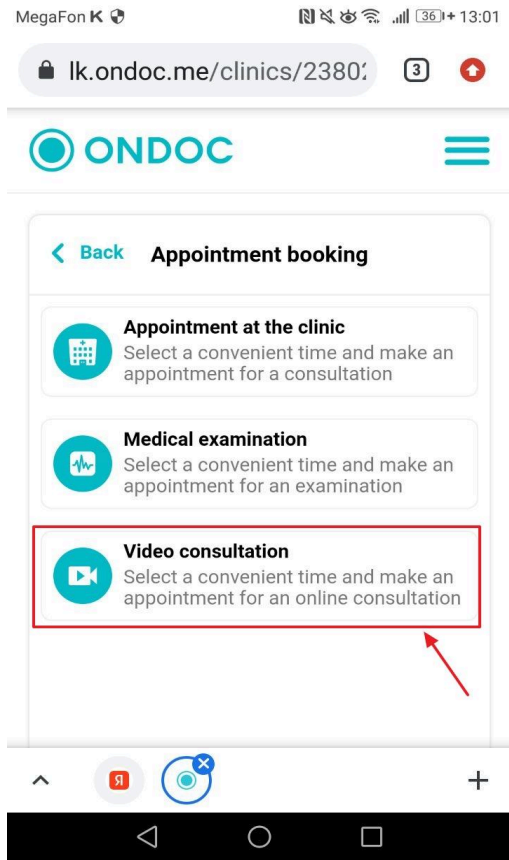 MegaFon K 36 13:01
lk.ondoc.me/clinics/23802 3
ONDOC
Back Appointment booking
Appointment at the clinic
Select a convenient time and make an
appointment for a consultation
Medical examination
Select a convenient time and make an
appointment for an examination
Video consultation
Select a convenient time and make an
appointment for an online consultation
Я